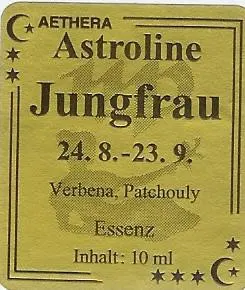 AETHERA
Astroline
Jungfrau
24. 8.-23. 9.
Verbena, Patchouly
Essenz
Inhalt: 10 ml